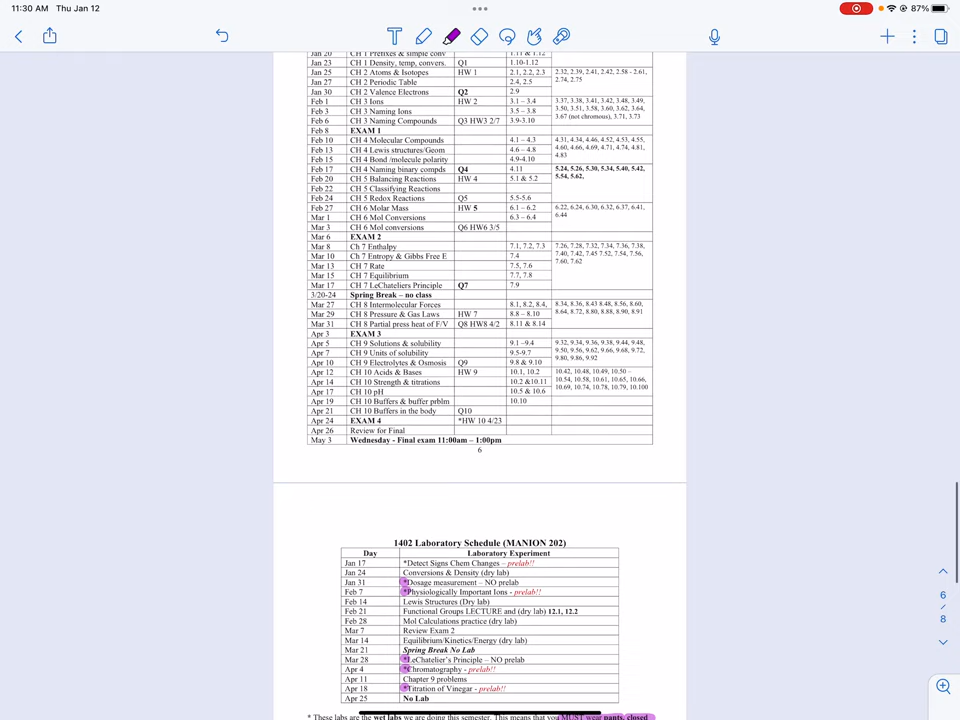 11:30 AM Thu Jan 12
87%
Jan 20 CH 1 Prefixes & simple conv 1.11 & 1.12
Jan 23 CH 1 Density, temp, convers. Q1 1.10-1.12
Jan 25 CH 2 Atoms & Isotopes HW 1 2.1, 2.2, 2.3 2.32, 2.39, 2.41, 2.42, 2.58 - 2.61,
Jan 27 CH 2 Periodic Table 2.4, 2.5 2.74, 2.75
Jan 30 CH 2 Valence Electrons Q2 2.9
Feb 1 CH 3 Ions HW 2 3.1 – 3.4 3.37, 3.38, 3.41, 3.42, 3.48, 3.49,
Feb 3 CH 3 Naming Ions 3.5 – 3.8 3.50, 3.51, 3.58, 3.60, 3.62, 3.64,
Feb 6 CH 3 Naming Compounds Q3 HW3 2/7 3.9-3.10 3.67 (not chromous), 3.71, 3.73
Feb 8 EXAM 1
Feb 10 CH 4 Molecular Compounds 4.1 – 4.3 4.31, 4.34, 4.46, 4.52, 4.53, 4.55,
Feb 13 CH 4 Lewis structures/Geom 4.6 – 4.8 4.60, 4.66, 4.69, 4.71, 4.74, 4.81,
Feb 15 CH 4 Bond /molecule polarity 4.9-4.10 4.83
Feb 17 CH 4 Naming binary compds Q4 4.11 5.24, 5.26, 5.30, 5.34, 5.40, 5.42,
Feb 20 CH 5 Balancing Reactions HW 4 5.1 & 5.2 5.54, 5.62,
Feb 22 CH 5 Classifying Reactions
Feb 24 CH 5 Redox Reactions Q5 5.5-5.6
Feb 27 CH 6 Molar Mass HW 5 6.1 – 6.2 6.22, 6.24, 6.30, 6.32, 6.37, 6.41,
Mar 1 CH 6 Mol Conversions 6.3 – 6.4 6.44
Mar 3 CH 6 Mol conversions Q6 HW6 3/5
Mar 6 EXAM 2
Mar 8 Ch 7 Enthalpy 7.1, 7.2, 7.3 7.26, 7.28, 7.32, 7.34, 7.36, 7.38,
Mar 10 Ch 7 Entropy & Gibbs Free E 7.4 7.40, 7.42, 7.45 7.52, 7.54, 7.56,
Mar 13 CH 7 Rate 7.5, 7.6 7.60, 7.62
Mar 15 CH 7 Equilibrium 7.7, 7.8
Mar 17 CH 7 LeChateliers Principle Q7 7.9
3/20-24 Spring Break – no class
Mar 27 CH 8 Intermolecular Forces 8.1, 8.2, 8.4, 8.34, 8.36, 8.43 8.48, 8.56, 8.60,
Mar 29 CH 8 Pressure & Gas Laws HW 7 8.8 – 8.10 8.64, 8.72, 8.80, 8.88, 8.90, 8.91
Mar 31 CH 8 Partial press heat of F/V Q8 HW8 4/2 8.11 & 8.14
Apr 3 EXAM 3
Apr 5 CH 9 Solutions & solubility 9.1 –9.4 9.32, 9.34, 9.36, 9.38, 9.44, 9.48,
Apr 7 CH 9 Units of solubility 9.5-9.7 9.50, 9.56, 9.62, 9.66, 9.68, 9.72,
Apr 10 CH 9 Electrolytes & Osmosis Q9 9.8 & 9.10 9.80, 9.86, 9.92
Apr 12 CH 10 Acids & Bases HW 9 10.1, 10.2 10.42, 10.48, 10.49, 10.50 –
Apr 14 CH 10 Strength & titrations 10.2 &10.11 10.54, 10.58, 10.61, 10.65, 10.66,
Apr 17 CH 10 pH 10.5 & 10.6 10.69, 10.74, 10.78, 10.79, 10.100
Apr 19 CH 10 Buffers & buffer prblm 10.10
Apr 21 CH 10 Buffers in the body Q10
Apr 24 EXAM 4 *HW 10 4/23
Apr 26 Review for Final
May 3 Wednesday - Final exam 11:00am – 1:00pm
6
1402 Laboratory Schedule (MANION 202)
Day Laboratory Experiment
Jan 17 *Detect Signs Chem Changes – prelab!!
Jan 24 Conversions & Density (dry lab)
Jan 31 *Dosage measurement – NO prelab
Feb 7 *Physiologically Important Ions - prelab!!
Feb 14 Lewis Structures (Dry lab)
Feb 21 Functional Groups LECTURE and (dry lab) 12.1, 12.2
Feb 28 Mol Calculations practice (dry lab)
Mar 7 Review Exam 2
Mar 14 Equilibrium/Kinetics/Energy (dry lab)
Mar 21 Spring Break No Lab
Mar 28 *LeChatelier's Principle – NO prelab
Apr 4 *Chromatography - prelab!!
Apr 11 Chapter 9 problems
Apr 18 *Titration of Vinegar - prelab!!
Apr 25 No Lab
* These labs are the wet labs we are doing this semester. This means that you MUST wear pants, closed
6
/
8